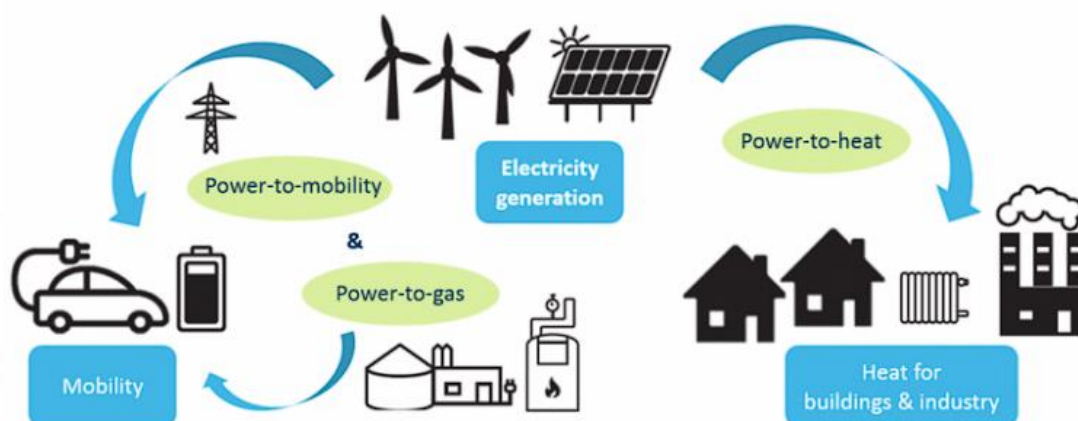 Electricity
generation
Power-to-heat
Power-to-mobility
&
Power-to-gas
Mobility
Heat for
buildings & industry